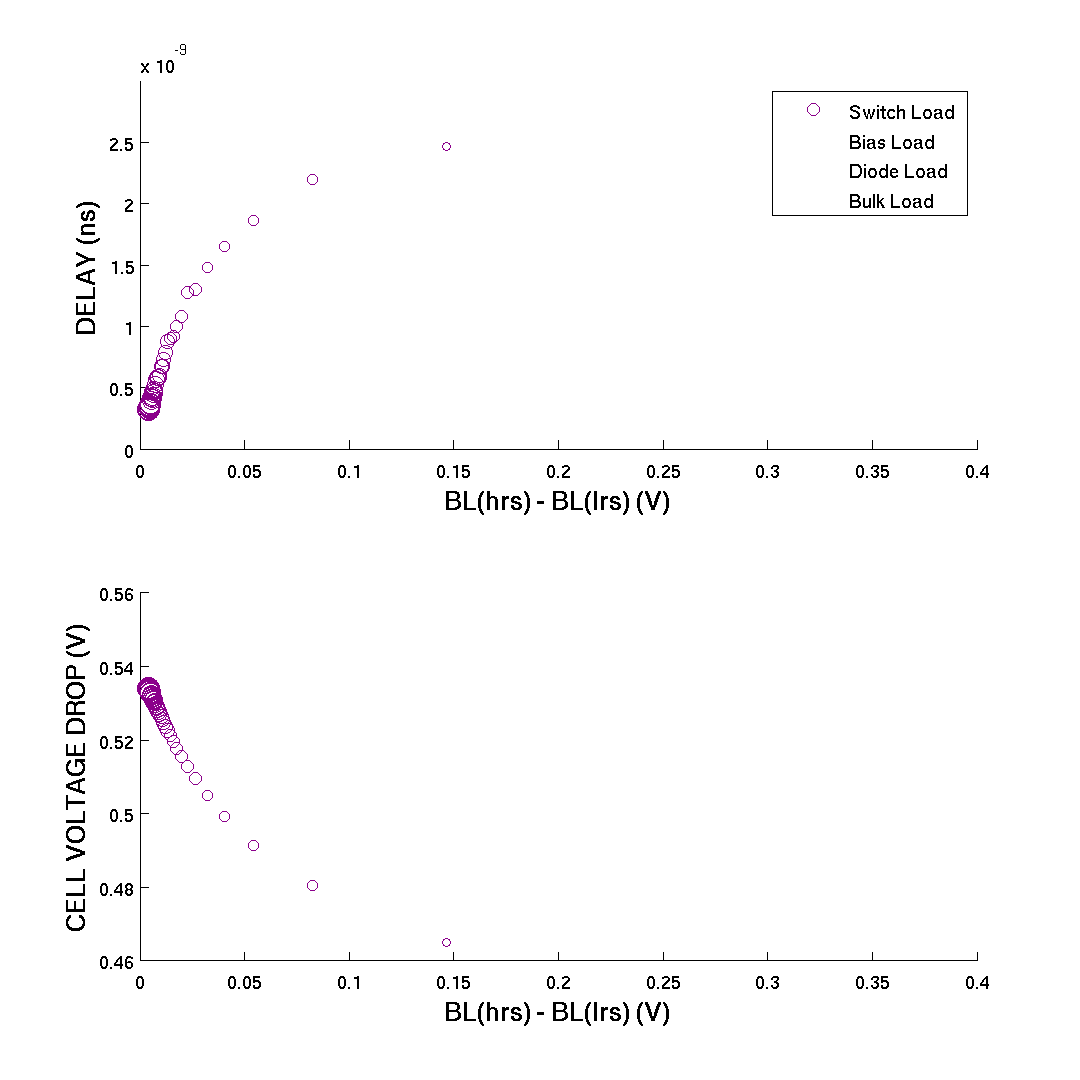 x 10^-9
Switch Load
Bias Load
Diode Load
Bulk Load
2.5
2
1.5
1
0.5
0
DELAY (ns)
0 0.05 0.1 0.15 0.2 0.25 0.3 0.35 0.4
BL(hrs) - BL(lrs) (V)
0.56
0.54
0.52
0.5
0.48
0.46
CELL VOLTAGE DROP (V)
0 0.05 0.1 0.15 0.2 0.25 0.3 0.35 0.4
BL(hrs) - BL(lrs) (V)